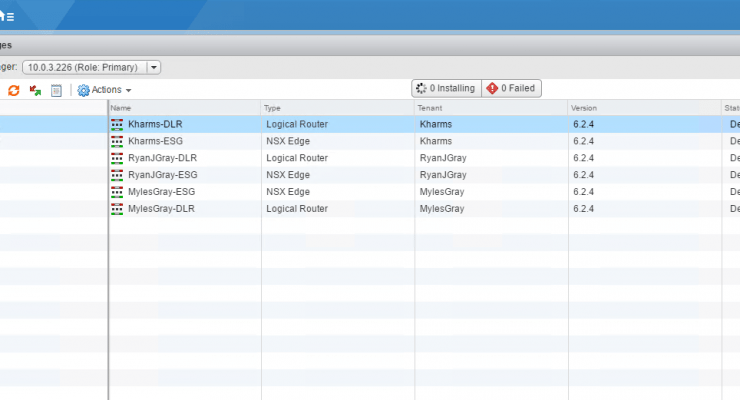 ges
ager: 10.0.3.226 (Role: Primary)
Actions 0 Installing 0 Failed
Name Type Tenant Version Stat
Kharms-DLR Logical Router Kharms 6.2.4 De
Kharms-ESG NSX Edge Kharms 6.2.4 De
RyanJGray-DLR Logical Router RyanJGray 6.2.4 De
RyanJGray-ESG NSX Edge RyanJGray 6.2.4 De
MylesGray-ESG NSX Edge MylesGray 6.2.4 De
MylesGray-DLR Logical Router MylesGray 6.2.4 De